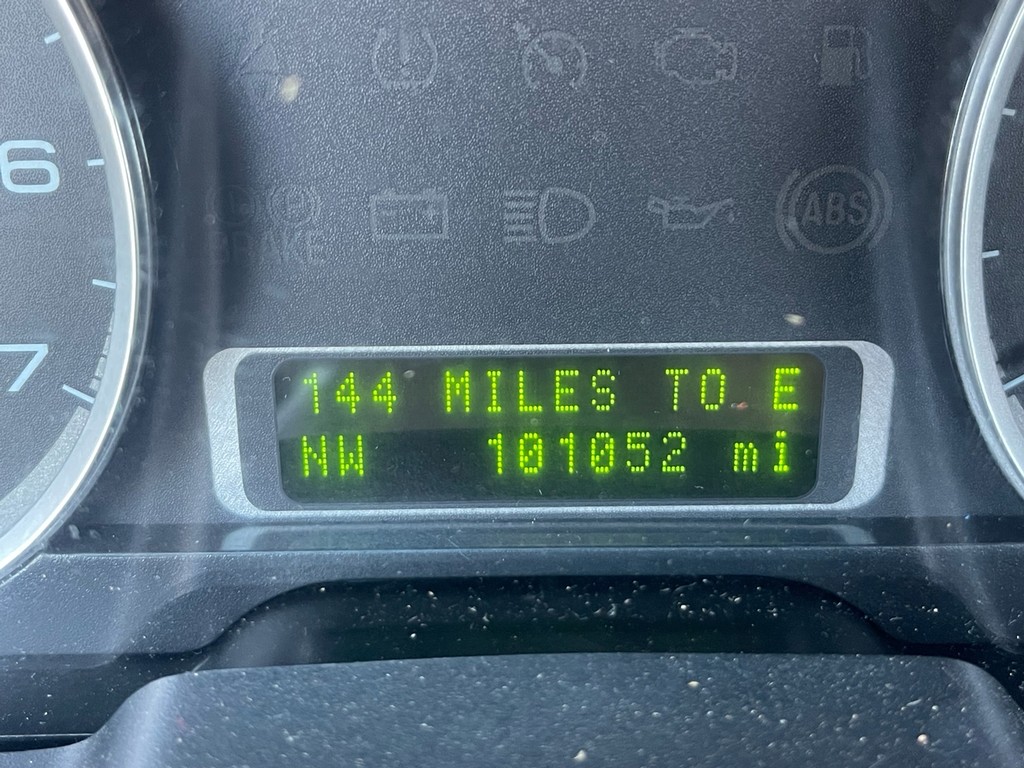 6
7
BRAKE
ABS
144 MILES TO E
NW 101052 mi